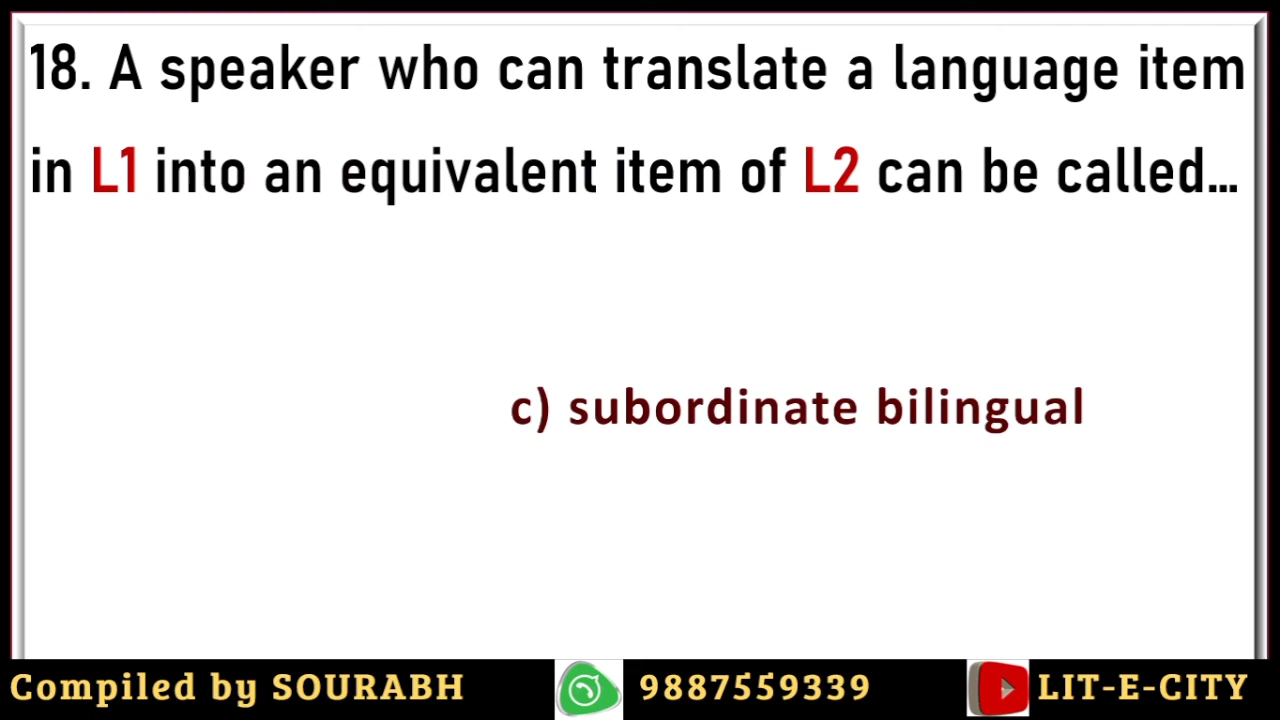 18. A speaker who can translate a language item
in L1 into an equivalent item of L2 can be called...
c) subordinate bilingual
Compiled by SOURABH 9887559339 LIT-E-CITY